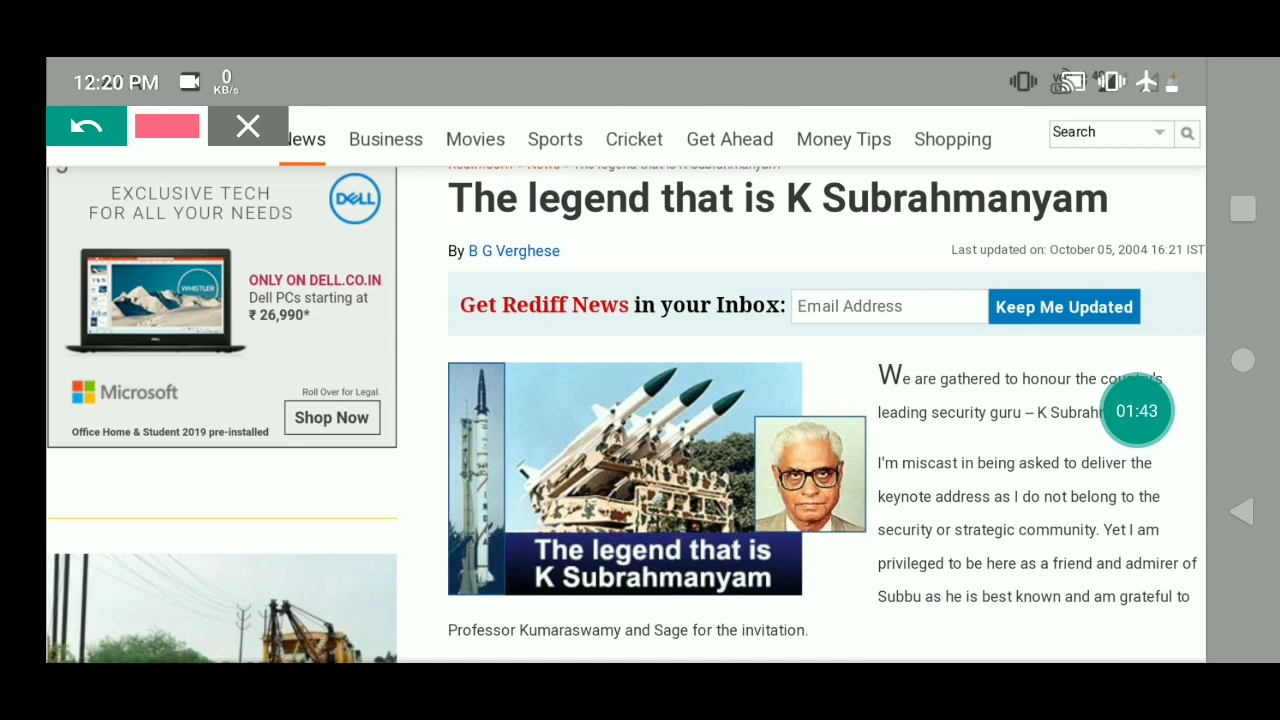 12:20 PM
0
KB/s
News Business Movies Sports Cricket Get Ahead Money Tips Shopping
Search
The legend that is K Subrahmanyam
By B G Verghese
Last updated on: October 05, 2004 16:21 IST
Get Rediff News in your Inbox: Email Address Keep Me Updated
EXCLUSIVE TECH
FOR ALL YOUR NEEDS
DELL
WHISTLER
ONLY ON DELL.CO.IN
Dell PCs starting at
₹ 26,990*
Microsoft
Roll Over for Legal.
Shop Now
Office Home & Student 2019 pre-installed
The legend that is
K Subrahmanyam
We are gathered to honour the country's
leading security guru – K
01:43
I'm miscast in being asked to deliver the
keynote address as I do not belong to the
security or strategic community. Yet I am
privileged to be here as a friend and admirer of
Subbu as he is best known and am grateful to
Professor Kumaraswamy and Sage for the invitation.